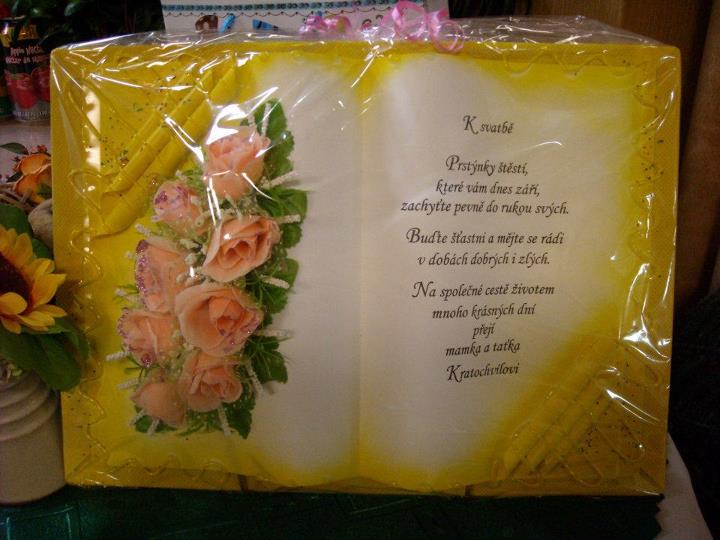 K svatbě
Prstýnky štěstí,
které vám dnes září,
zachyťte pevně do rukou svých.
Buďte šťastni a mějte se rádi
v dobách dobrých i zlých.
Na společné cestě životem
mnoho krásných dní
přejí
mamka a taťka
Kratochvílovi